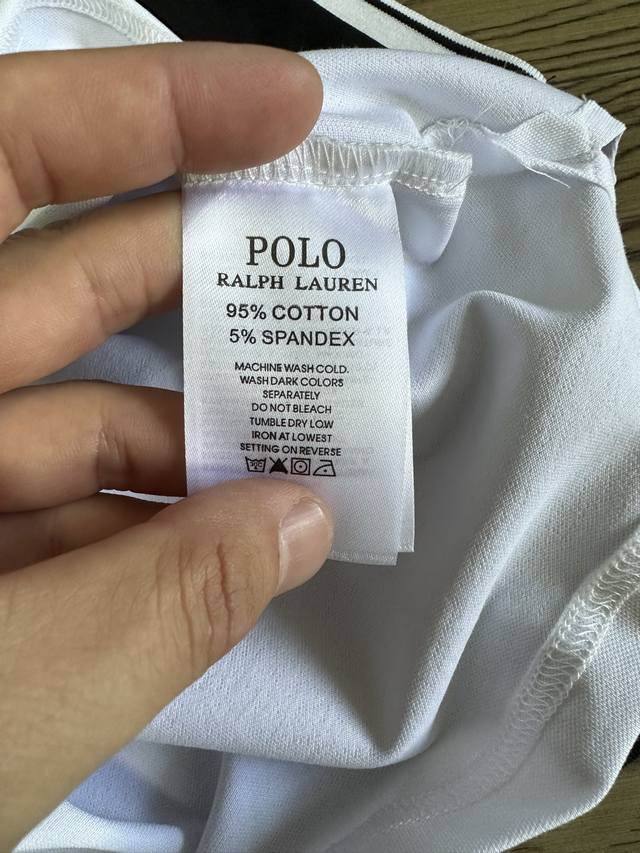 POLO
RALPH LAUREN
95% COTTON
5% SPANDEX
MACHINE WASH COLD.
WASH DARK COLORS
SEPARATELY
DO NOT BLEACH
TUMBLE DRY LOW
IRON AT LOWEST
SETTING ON REVERSE